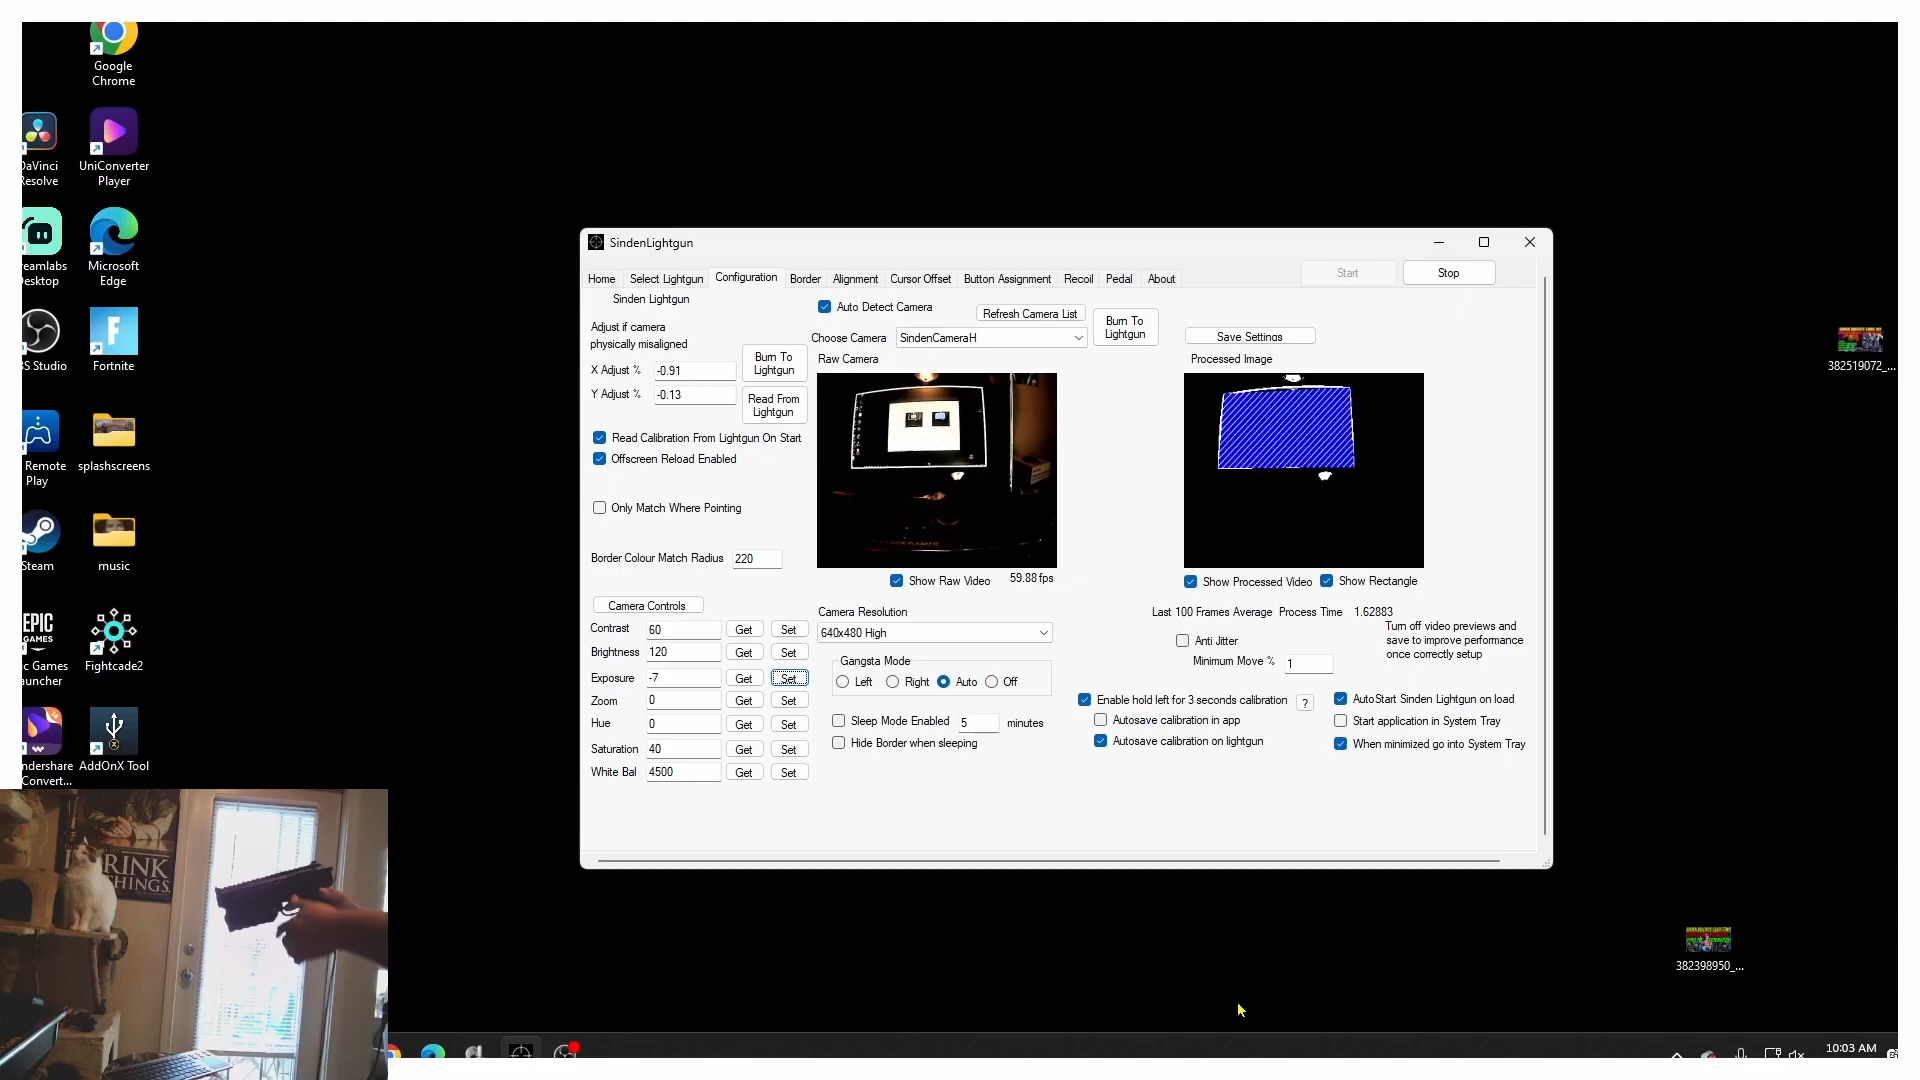 Google
Chrome
DaVinci
Resolve
UniConverter
Player
reamlabs
Desktop
Microsoft
Edge
BS Studio
Fortnite
Remote
Play
splashscreens
Steam
music
EPIC
GAMES
ic Games
auncher
Fightcade2
ndershare
Convert...
AddOnX Tool
SindenLightgun
Home
Select Lightgun
Configuration
Border
Alignment
Cursor Offset
Button Assignment
Recoil
Pedal
About
Start
Stop
Sinden Lightgun
Adjust if camera
physically misaligned
X Adjust % -0.91
Y Adjust % -0.13
Burn To
Lightgun
Read From
Lightgun
Read Calibration From Lightgun On Start
Offscreen Reload Enabled
Only Match Where Pointing
Border Colour Match Radius 220
Camera Controls
Contrast 60 Get Set
Brightness 120 Get Set
Exposure -7 Get Set
Zoom 0 Get Set
Hue 0 Get Set
Saturation 40 Get Set
White Bal 4500 Get Set
Auto Detect Camera
Refresh Camera List
Burn To
Lightgun
Choose Camera SindenCameraH
Save Settings
Raw Camera
Processed Image
Show Raw Video 59.88 fps
Show Processed Video
Show Rectangle
Camera Resolution
640x480 High
Gangsta Mode
Left Right Auto Off
Sleep Mode Enabled 5 minutes
Hide Border when sleeping
Last 100 Frames Average Process Time 1.62883
Anti Jitter
Minimum Move % 1
Turn off video previews and
save to improve performance
once correctly setup
Enable hold left for 3 seconds calibration ?
Autosave calibration in app
Autosave calibration on lightgun
AutoStart Sinden Lightgun on load
Start application in System Tray
When minimized go into System Tray
382519072_...
382398950_...
DRINK
THINGS.
10:03 AM